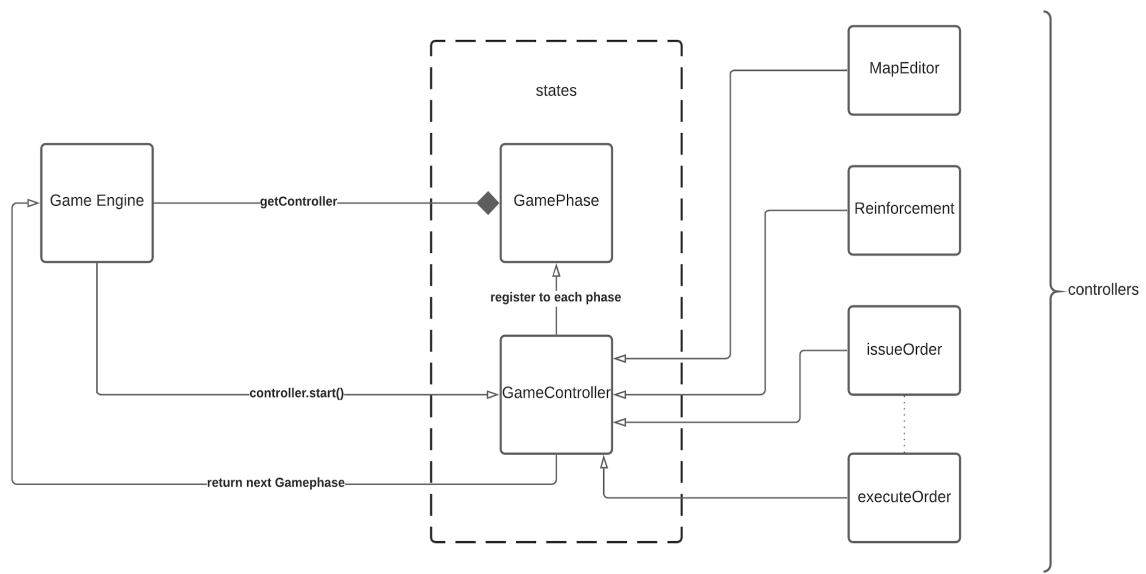 MapEditor
states
Game Engine
getController
GamePhase
Reinforcement
register to each phase
controllers
issueOrder
controller.start()
GameController
return next Gamephase
executeOrder